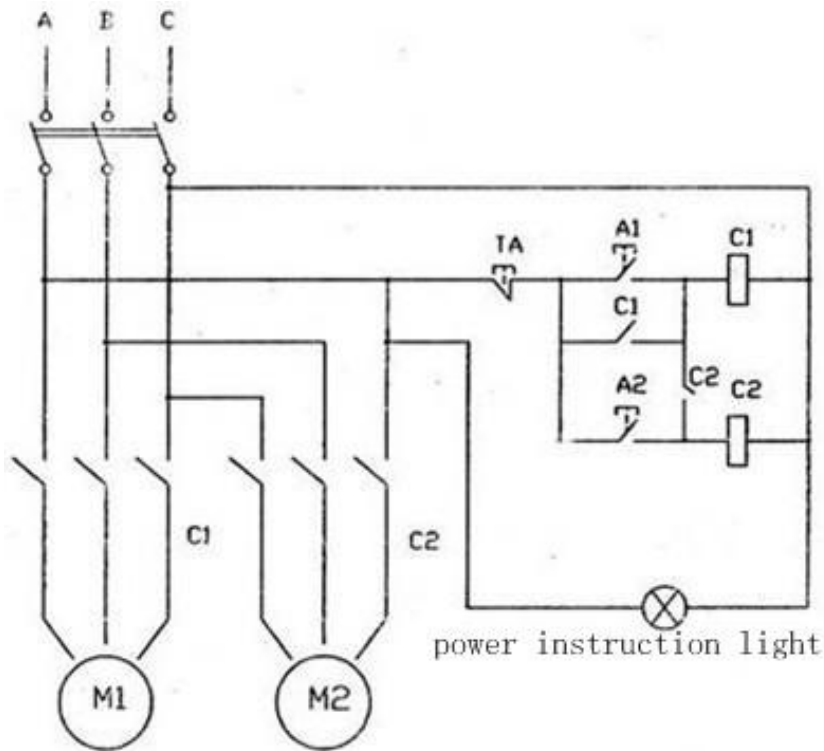 A B C
TA A1 C1
C1
A2 C2 C2
C1 C2
power instruction light
M1 M2